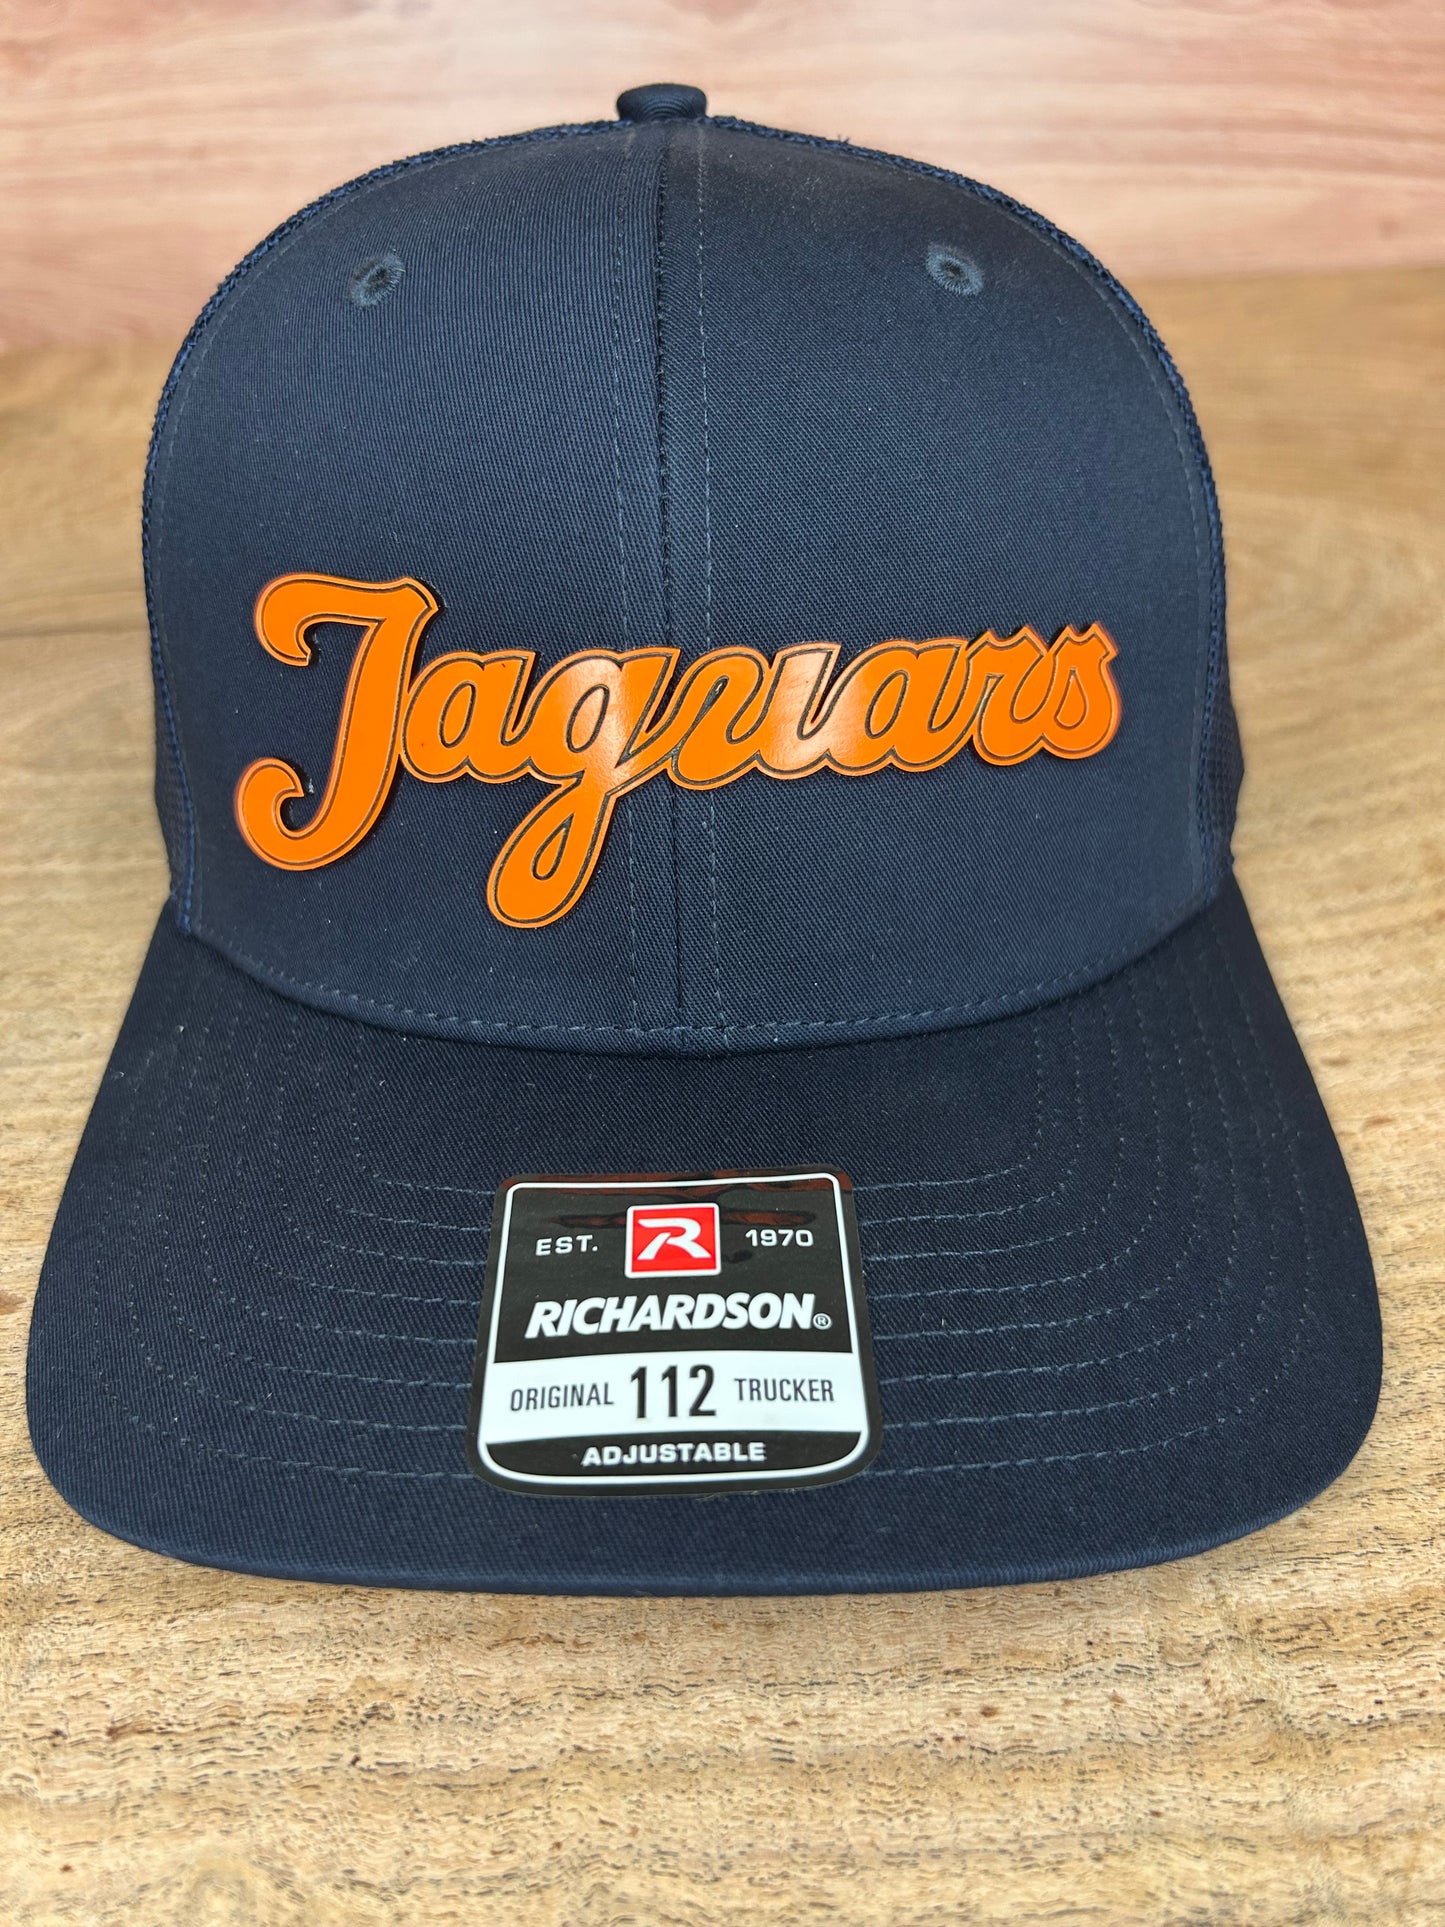 Jaguars
EST. R 1970
RICHARDSON®
ORIGINAL 112 TRUCKER
ADJUSTABLE